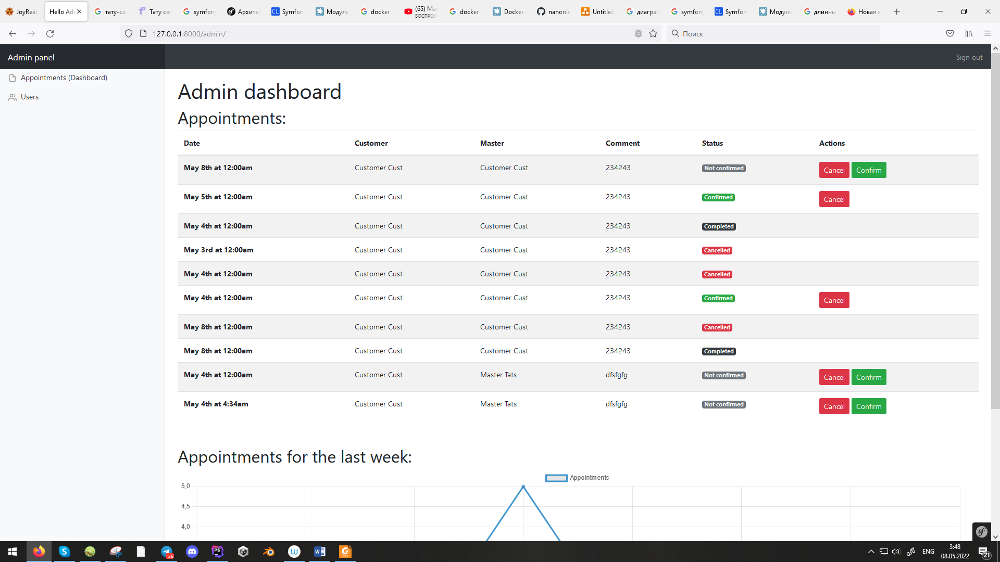 JoyReac
Hello Adm
тату-са
Тату са
symfon
Архите
Symfon
Модуль
docker
(65) Ма
ВОСПРОИ
docker
Docker-
nanonin
Untitled
диаграм
symfon
Symfon
Модуль
длинны
Новая в
127.0.0.1:8000/admin/
Поиск
Admin panel
Sign out
Appointments (Dashboard)
Users
Admin dashboard
Appointments:
Date Customer Master Comment Status Actions
May 8th at 12:00am Customer Cust Customer Cust 234243 Not confirmed Cancel Confirm
May 5th at 12:00am Customer Cust Customer Cust 234243 Confirmed Cancel
May 4th at 12:00am Customer Cust Customer Cust 234243 Completed
May 3rd at 12:00am Customer Cust Customer Cust 234243 Cancelled
May 4th at 12:00am Customer Cust Customer Cust 234243 Cancelled
May 4th at 12:00am Customer Cust Customer Cust 234243 Confirmed Cancel
May 8th at 12:00am Customer Cust Customer Cust 234243 Cancelled
May 8th at 12:00am Customer Cust Customer Cust 234243 Completed
May 4th at 12:00am Customer Cust Master Tats dfsfgfg Not confirmed Cancel Confirm
May 4th at 4:34am Customer Cust Master Tats dfsfgfg Not confirmed Cancel Confirm
Appointments for the last week:
Appointments
5,0
4,5
4,0
36
ENG
3:48
08.05.2022
21